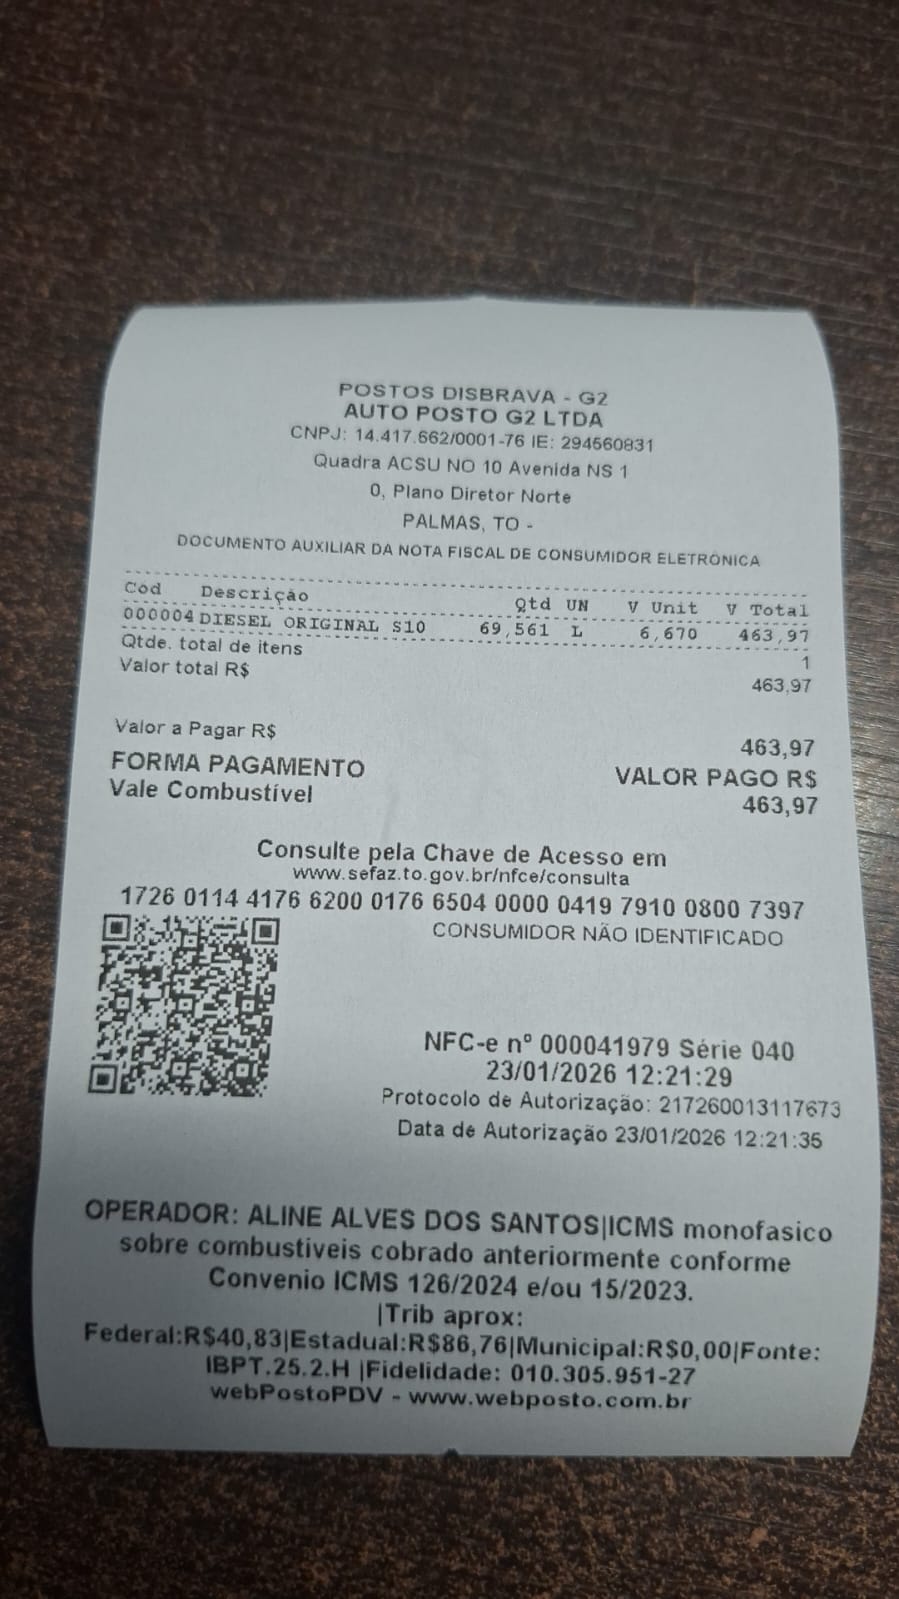 POSTOS DISBRAVA - G2
AUTO POSTO G2 LTDA
CNPJ: 14.417.662/0001-76 IE: 294560831
Quadra ACSU NO 10 Avenida NS 1
0, Plano Diretor Norte
PALMAS, TO -
DOCUMENTO AUXILIAR DA NOTA FISCAL DE CONSUMIDOR ELETRÔNICA
Cód Descrição Qtd UN V Unit V Total
000004 DIESEL ORIGINAL S10 69,561 L 6,670 463,97
Qtde. total de itens 1
Valor total R$ 463,97
Valor a Pagar R$ 463,97
FORMA PAGAMENTO VALOR PAGO R$
Vale Combustível 463,97
Consulte pela Chave de Acesso em
www.sefaz.to.gov.br/nfce/consulta
1726 0114 4176 6200 0176 6504 0000 0419 7910 0800 7397
CONSUMIDOR NÃO IDENTIFICADO
NFC-e nº 000041979 Série 040
23/01/2026 12:21:29
Protocolo de Autorização: 217260013117673
Data de Autorização 23/01/2026 12:21:35
OPERADOR: ALINE ALVES DOS SANTOS|ICMS monofasico
sobre combustiveis cobrado anteriormente conforme
Convenio ICMS 126/2024 e/ou 15/2023.
|Trib aprox:
Federal:R$40,83|Estadual:R$86,76|Municipal:R$0,00|Fonte:
IBPT.25.2.H |Fidelidade: 010.305.951-27
webPostoPDV - www.webposto.com.br